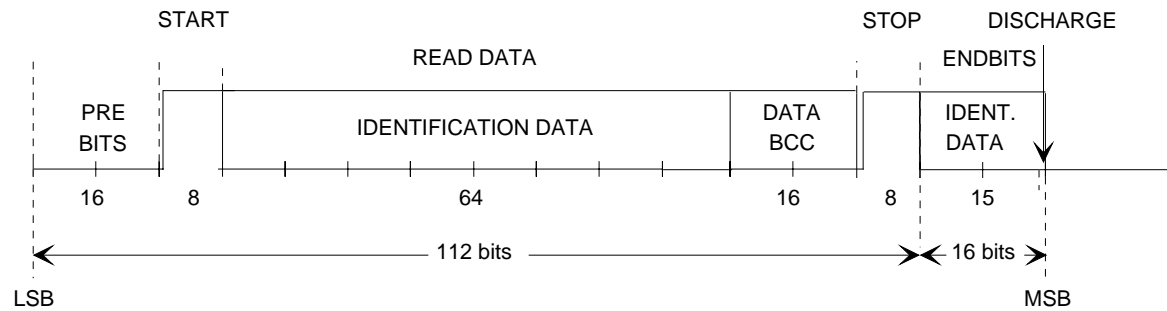 START STOP DISCHARGE
READ DATA ENDBITS
PRE BITS IDENTIFICATION DATA DATA BCC IDENT. DATA
16 8 64 16 8 15
112 bits 16 bits
LSB MSB